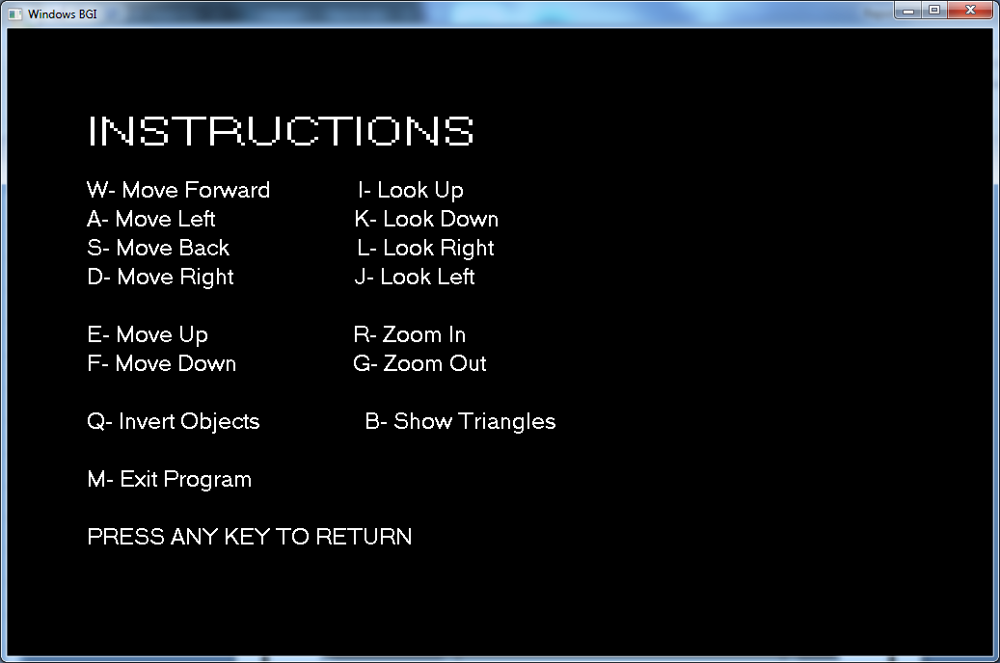 Windows BGI
INSTRUCTIONS
W- Move Forward I- Look Up
A- Move Left K- Look Down
S- Move Back L- Look Right
D- Move Right J- Look Left
E- Move Up R- Zoom In
F- Move Down G- Zoom Out
Q- Invert Objects B- Show Triangles
M- Exit Program
PRESS ANY KEY TO RETURN